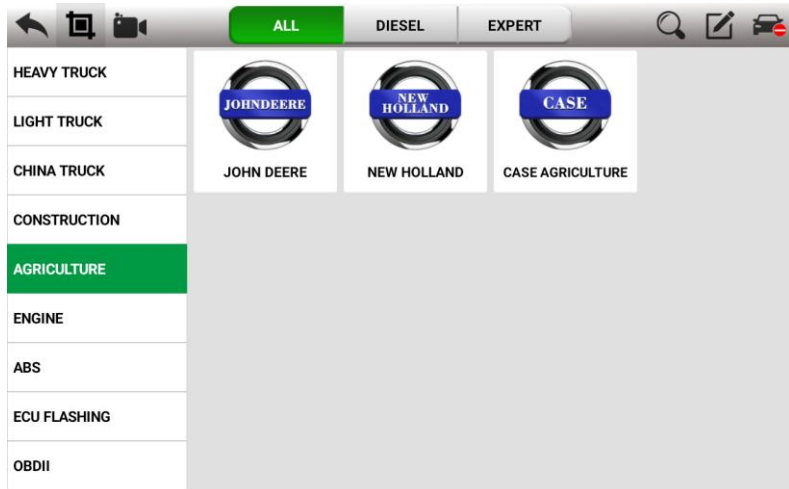 ALL
DIESEL
EXPERT
HEAVY TRUCK
LIGHT TRUCK
CHINA TRUCK
CONSTRUCTION
AGRICULTURE
ENGINE
ABS
ECU FLASHING
OBDII
JOHNDEERE
JOHN DEERE
NEW
HOLLAND
NEW HOLLAND
CASE
CASE AGRICULTURE